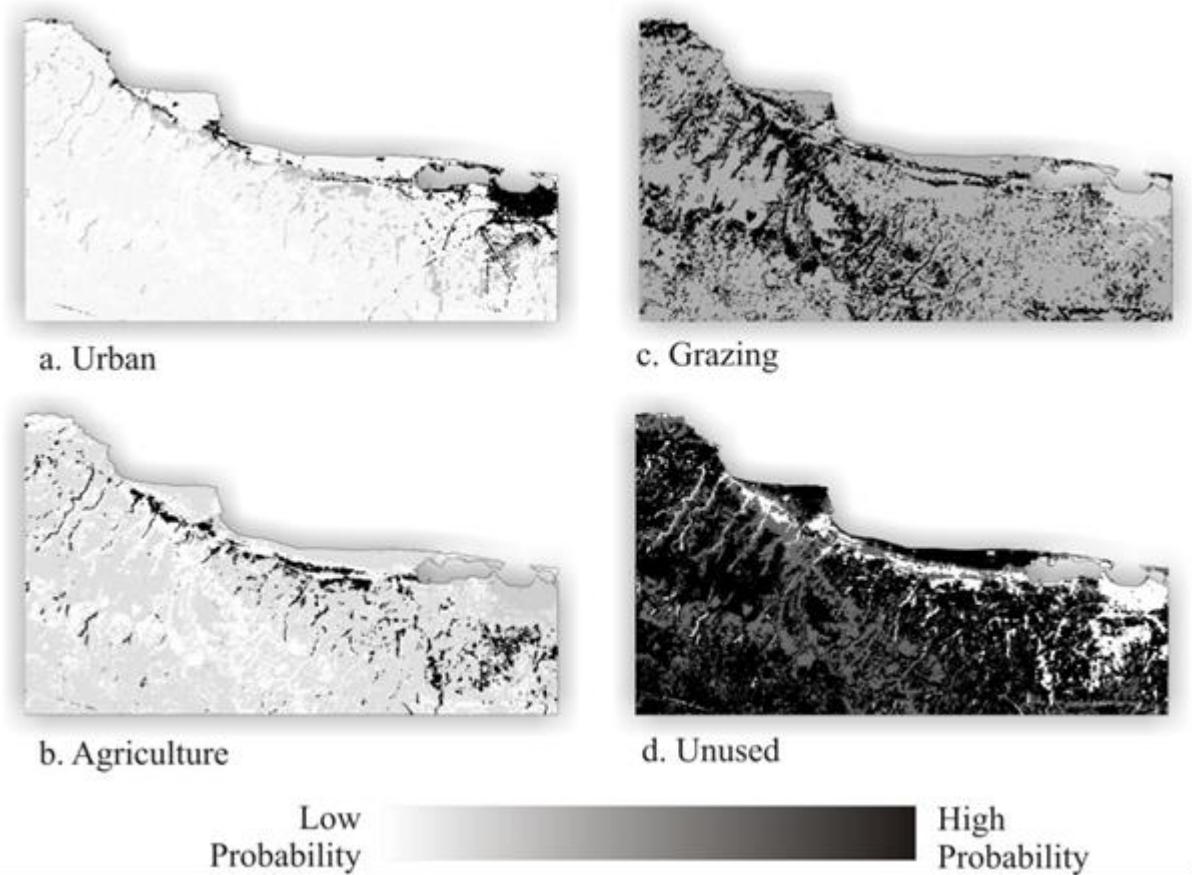 a. Urban
c. Grazing
b. Agriculture
d. Unused
Low
Probability
High
Probability